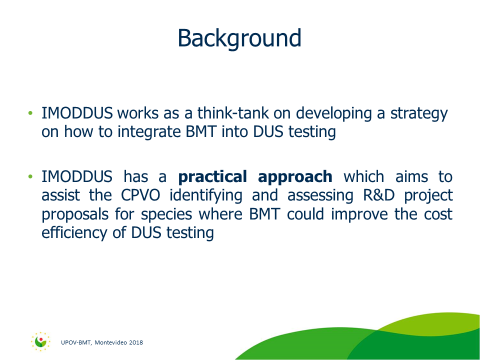 Background
• IMODDUS works as a think-tank on developing a strategy
on how to integrate BMT into DUS testing
• IMODDUS has a practical approach which aims to
assist the CPVO identifying and assessing R&D project
proposals for species where BMT could improve the cost
efficiency of DUS testing
UPOV-BMT, Montevideo 2018